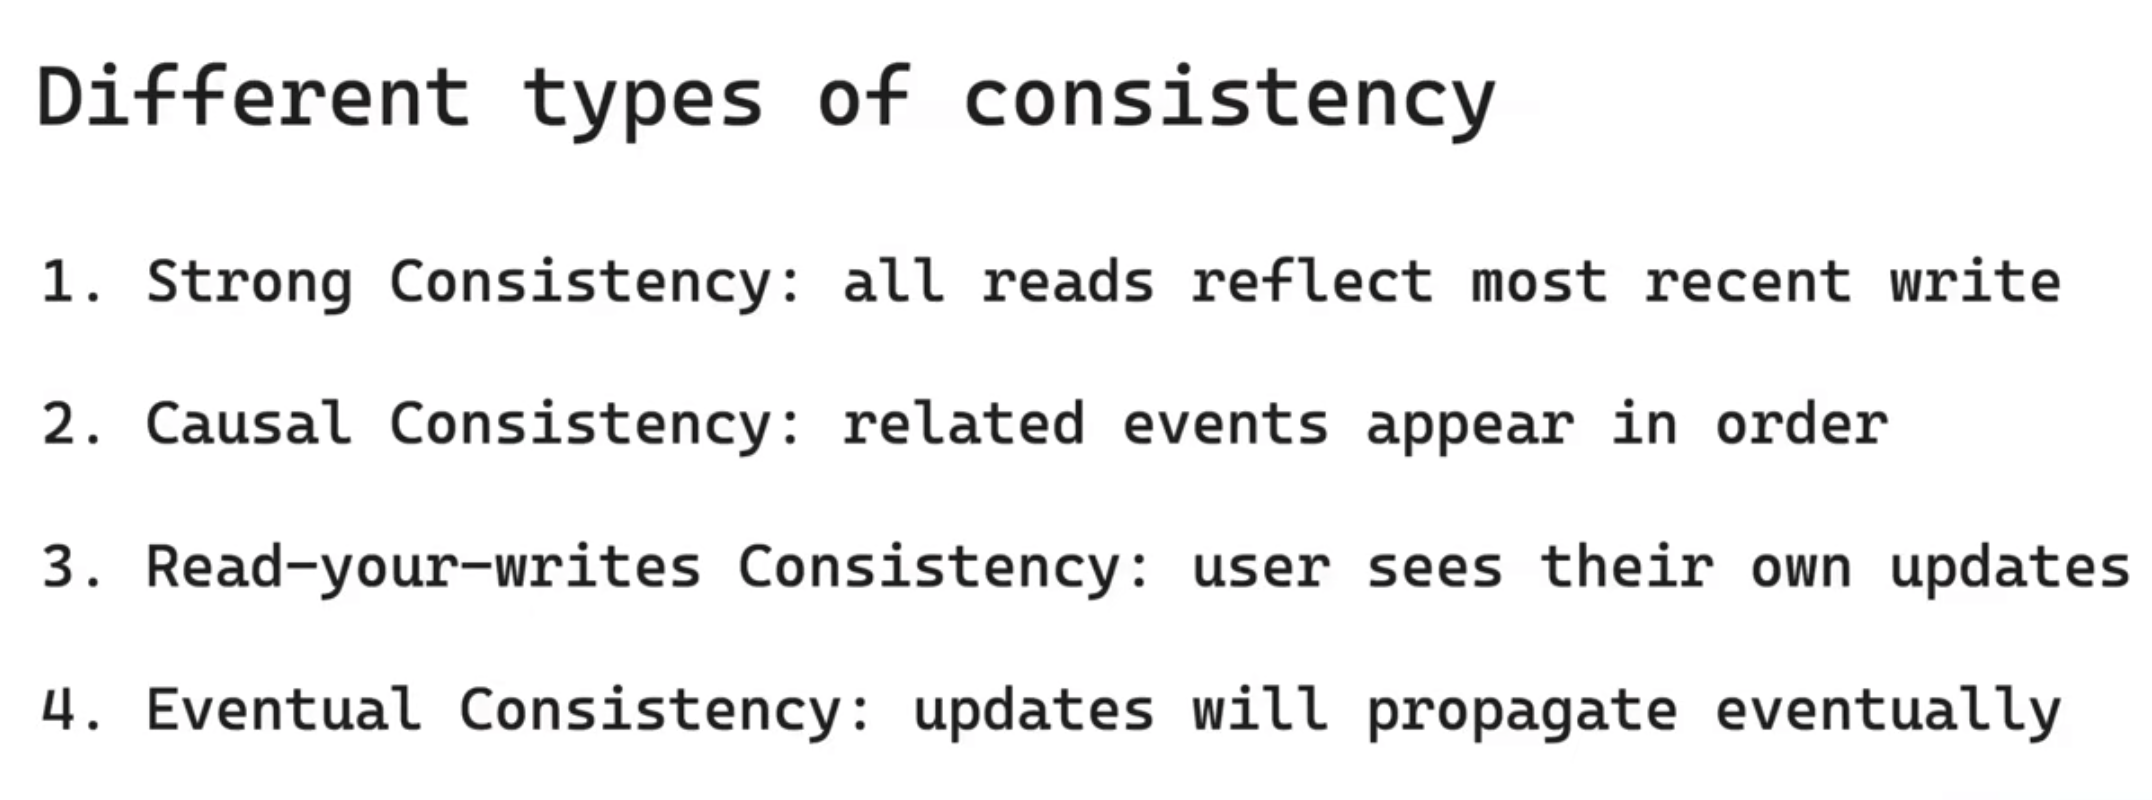 Different types of consistency
1. Strong Consistency: all reads reflect most recent write
2. Causal Consistency: related events appear in order
3. Read-your-writes Consistency: user sees their own updates
4. Eventual Consistency: updates will propagate eventually